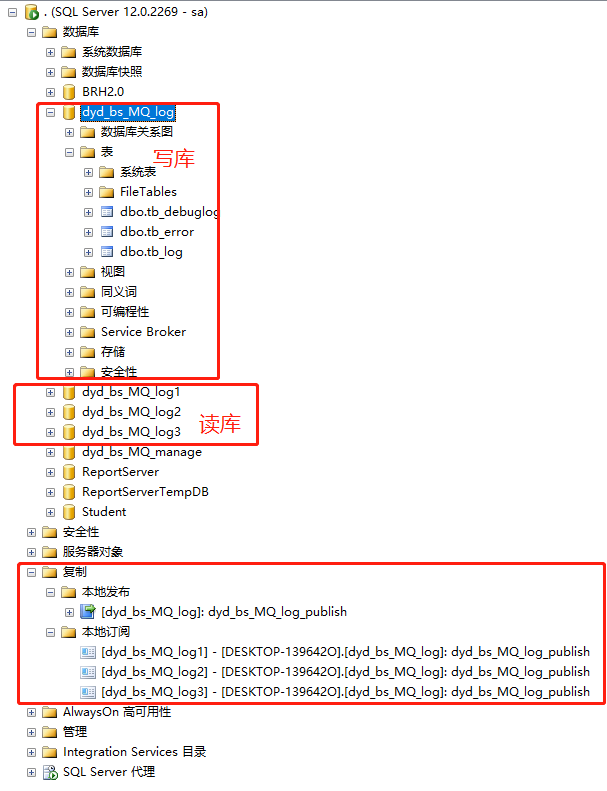 . (SQL Server 12.0.2269 - sa)
数据库
系统数据库
数据库快照
BRH2.0
dyd_bs_MQ_log
数据库关系图
表
写库
系统表
FileTables
dbo.tb_debuglog
dbo.tb_error
dbo.tb_log
视图
同义词
可编程性
Service Broker
存储
安全性
dyd_bs_MQ_log1
dyd_bs_MQ_log2
读库
dyd_bs_MQ_log3
dyd_bs_MQ_manage
ReportServer
ReportServerTempDB
Student
安全性
服务器对象
复制
本地发布
[dyd_bs_MQ_log]: dyd_bs_MQ_log_publish
本地订阅
[dyd_bs_MQ_log1] - [DESKTOP-139642O].[dyd_bs_MQ_log]: dyd_bs_MQ_log_publish
[dyd_bs_MQ_log2] - [DESKTOP-139642O].[dyd_bs_MQ_log]: dyd_bs_MQ_log_publish
[dyd_bs_MQ_log3] - [DESKTOP-139642O].[dyd_bs_MQ_log]: dyd_bs_MQ_log_publish
AlwaysOn 高可用性
管理
Integration Services 目录
SQL Server 代理